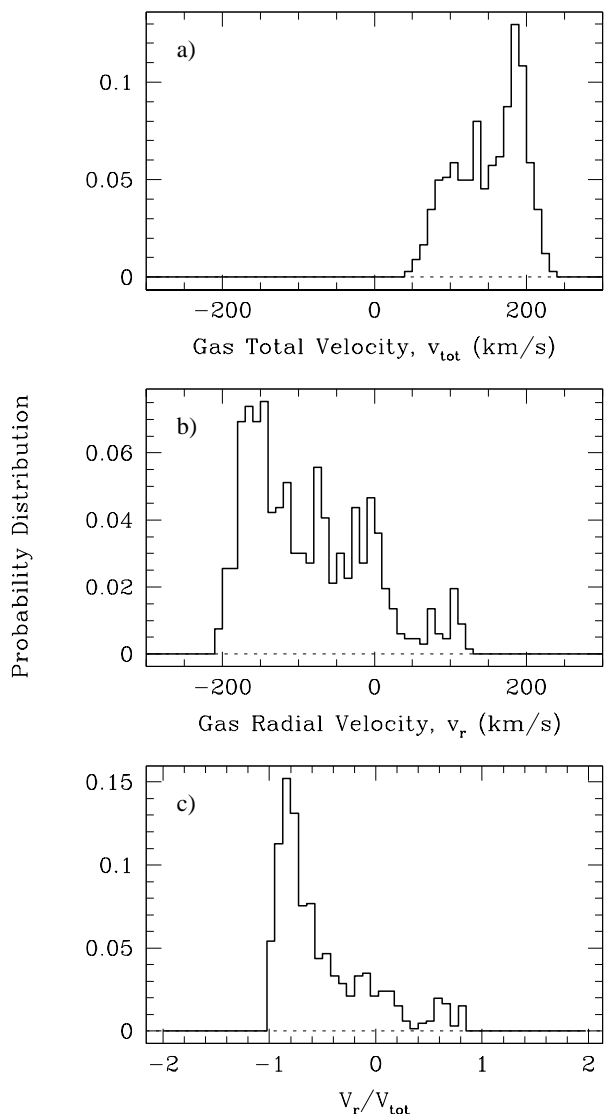 a)
0.1
0.05
0
−200 0 200
Gas Total Velocity, v_tot (km/s)
Probability Distribution
b)
0.06
0.04
0.02
0
−200 0 200
Gas Radial Velocity, v_r (km/s)
c)
0.15
0.1
0.05
0
−2 −1 0 1 2
V_r/V_tot